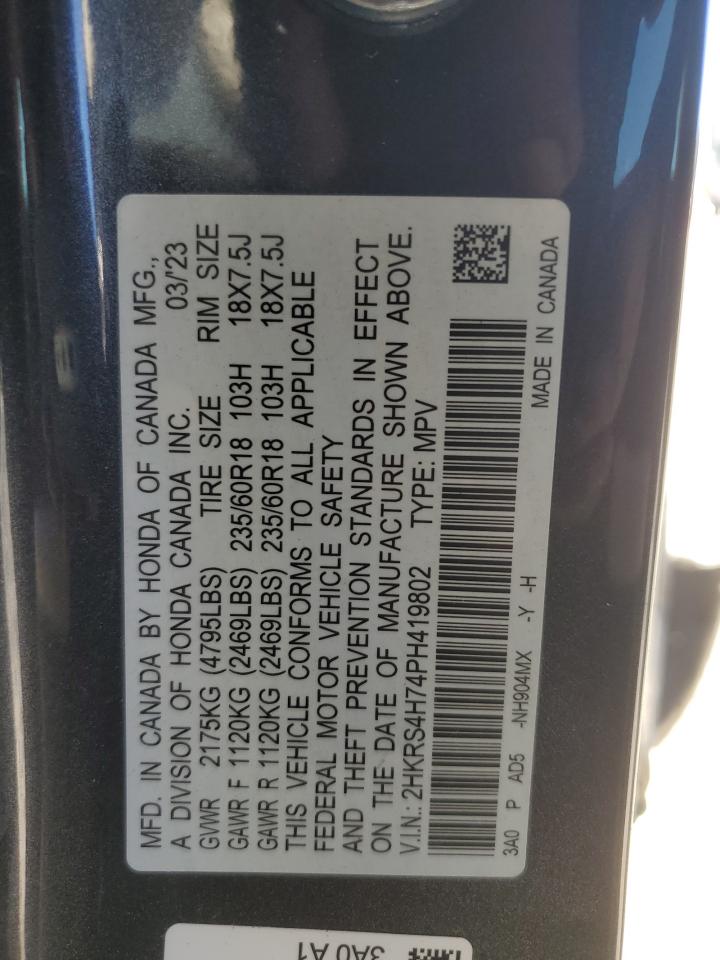 MFD. IN CANADA BY HONDA OF CANADA MFG.,
A DIVISION OF HONDA CANADA INC. 03/'23
GVWR 2175KG (4795LBS) TIRE SIZE RIM SIZE
GAWR F 1120KG (2469LBS) 235/60R18 103H 18X7.5J
GAWR R 1120KG (2469LBS) 235/60R18 103H 18X7.5J
THIS VEHICLE CONFORMS TO ALL APPLICABLE
FEDERAL MOTOR VEHICLE SAFETY
AND THEFT PREVENTION STANDARDS IN EFFECT
ON THE DATE OF MANUFACTURE SHOWN ABOVE.
V.I.N.: 2HKRS4H74PH419802 TYPE: MPV
3A0 P AD5 -NH904MX -Y -H MADE IN CANADA
3A0 A1